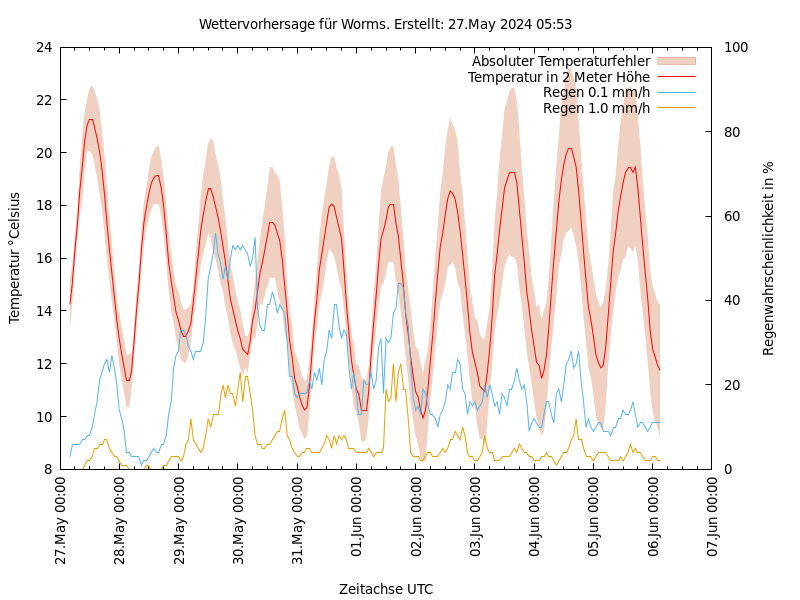 Wettervorhersage für Worms. Erstellt: 27.May 2024 05:53
Absoluter Temperaturfehler
Temperatur in 2 Meter Höhe
Regen 0.1 mm/h
Regen 1.0 mm/h
Temperatur °Celsius
24
22
20
18
16
14
12
10
8
100
80
60
40
20
0
Regenwahrscheinlichkeit in %
27.May 00:00
28.May 00:00
29.May 00:00
30.May 00:00
31.May 00:00
01.Jun 00:00
02.Jun 00:00
03.Jun 00:00
04.Jun 00:00
05.Jun 00:00
06.Jun 00:00
07.Jun 00:00
Zeitachse UTC